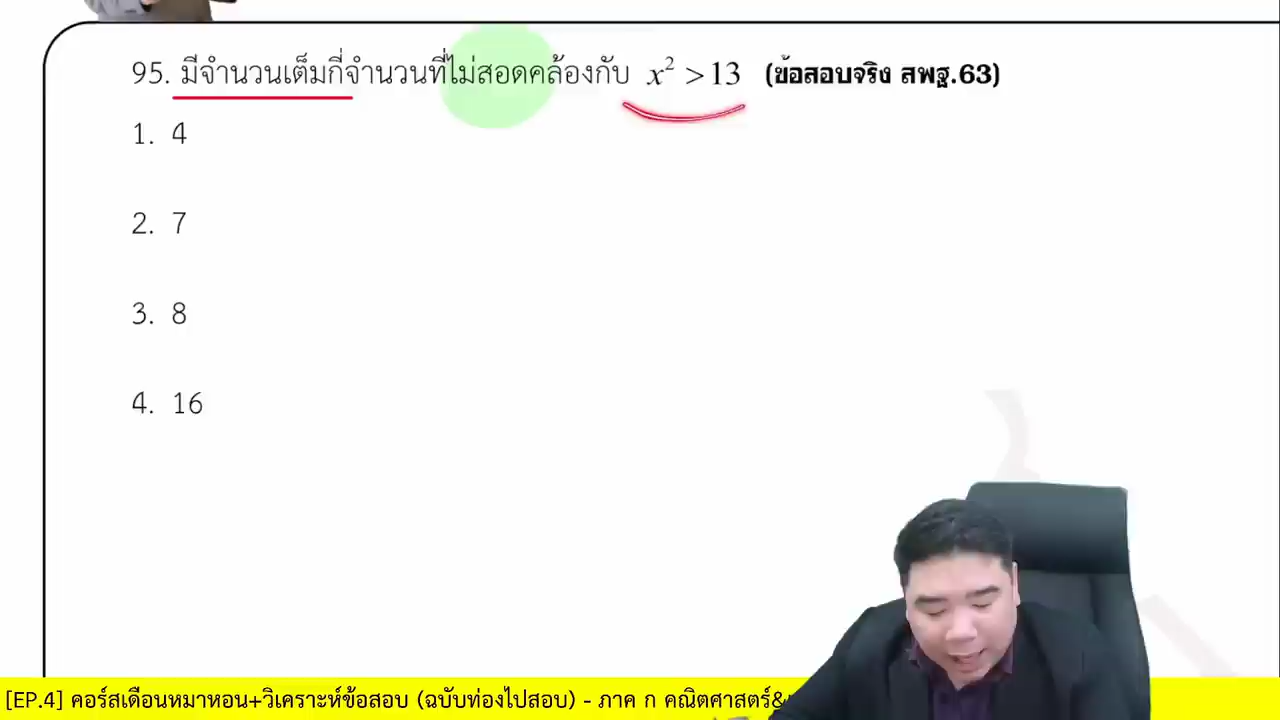 95. มีจำนวนเต็มกี่จำนวนที่ไม่สอดคล้องกับ x² > 13 (ข้อสอบจริง สพฐ.63)
1. 4
2. 7
3. 8
4. 16
[EP.4] คอร์สเดือนหมาหอน+วิเคราะห์ข้อสอบ (ฉบับท่องไปสอบ) - ภาค ก คณิตศาสตร์&